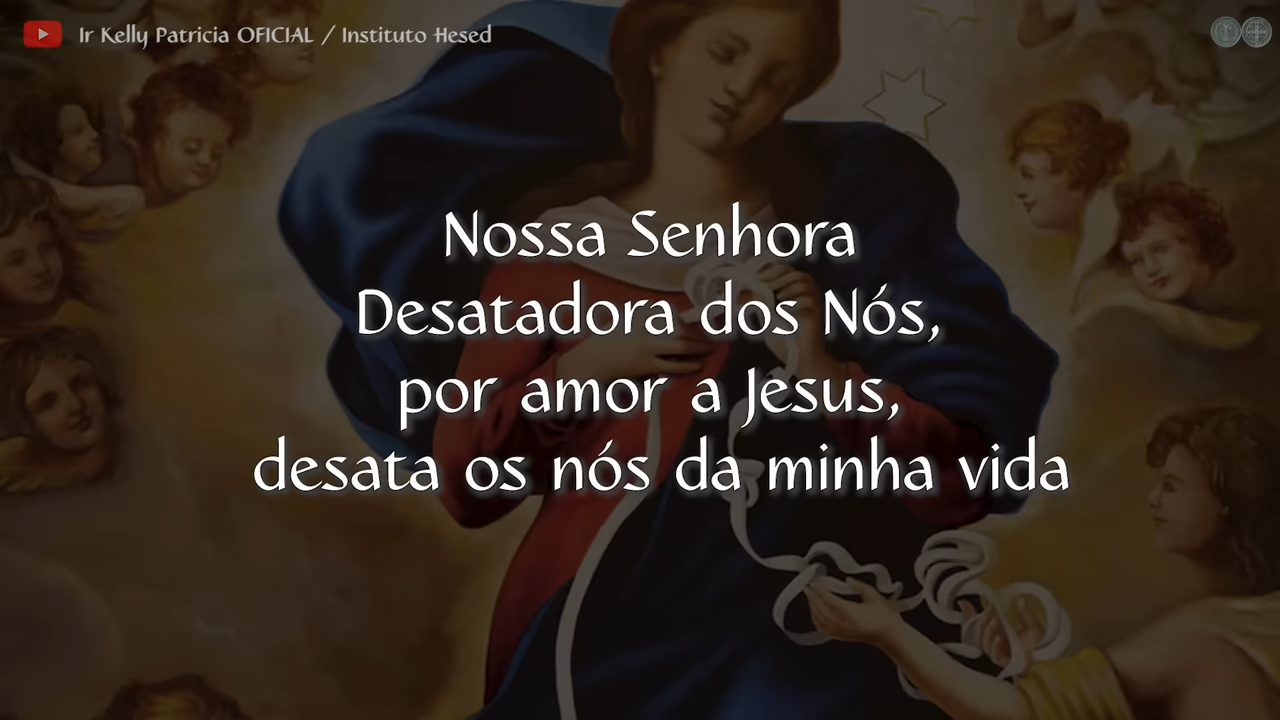 Ir Kelly Patricia OFICIAL / Instituto Hesed
Nossa Senhora
Desatadora dos Nós,
por amor a Jesus,
desata os nós da minha vida